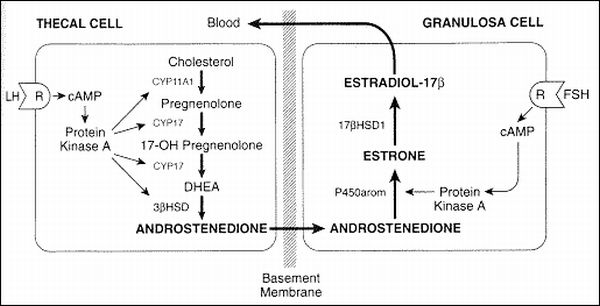 THECAL CELL
Blood
GRANULOSA CELL
Cholesterol
CYP11A1
LH
R
cAMP
Pregnenolone
CYP17
Protein
Kinase A
17-OH Pregnenolone
CYP17
DHEA
3βHSD
ANDROSTENEDIONE
Basement
Membrane
ESTRADIOL-17β
R
FSH
17βHSD1
cAMP
ESTRONE
P450arom
Protein
Kinase A
ANDROSTENEDIONE